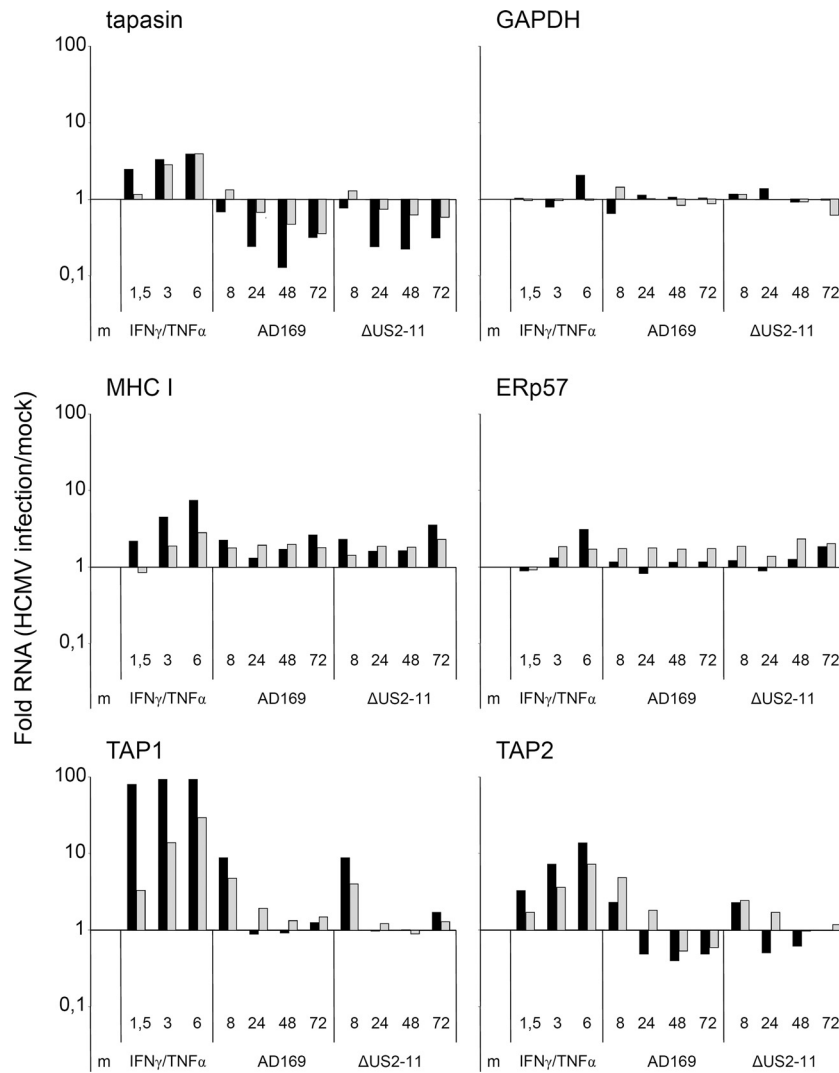 tapasin GAPDH
100
10
1
0,1
1,5 3 6 8 24 48 72 8 24 48 72 1,5 3 6 8 24 48 72 8 24 48 72
m IFNγ/TNFα AD169 ΔUS2-11 m IFNγ/TNFα AD169 ΔUS2-11
Fold RNA (HCMV infection/mock)
MHC I ERp57
100
10
1
0,1
1,5 3 6 8 24 48 72 8 24 48 72 1,5 3 6 8 24 48 72 8 24 48 72
m IFNγ/TNFα AD169 ΔUS2-11 m IFNγ/TNFα AD169 ΔUS2-11
TAP1 TAP2
100
10
1
0,1
1,5 3 6 8 24 48 72 8 24 48 72 1,5 3 6 8 24 48 72 8 24 48 72
m IFNγ/TNFα AD169 ΔUS2-11 m IFNγ/TNFα AD169 ΔUS2-11